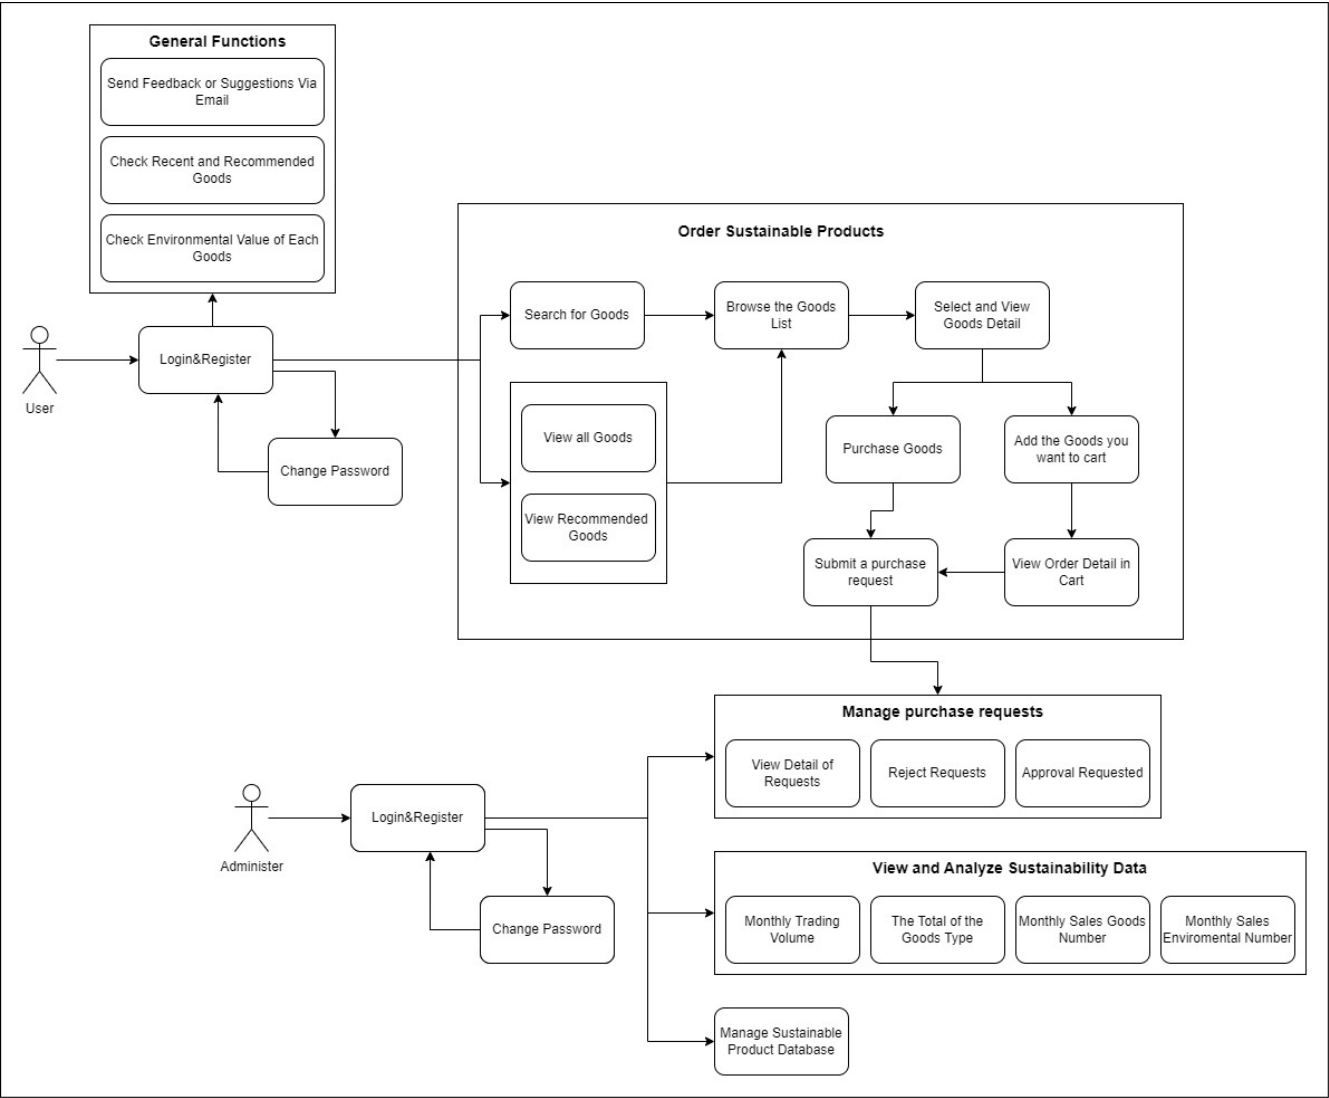 General Functions
Send Feedback or Suggestions Via
Email
Check Recent and Recommended
Goods
Check Environmental Value of Each
Goods
Login&Register
User
Change Password
Order Sustainable Products
Search for Goods
Browse the Goods
List
Select and View
Goods Detail
View all Goods
View Recommended
Goods
Purchase Goods
Add the Goods you
want to cart
Submit a purchase
request
View Order Detail in
Cart
Manage purchase requests
View Detail of
Requests
Reject Requests
Approval Requested
Login&Register
Administer
Change Password
View and Analyze Sustainability Data
Monthly Trading
Volume
The Total of the
Goods Type
Monthly Sales Goods
Number
Monthly Sales
Enviromental Number
Manage Sustainable
Product Database